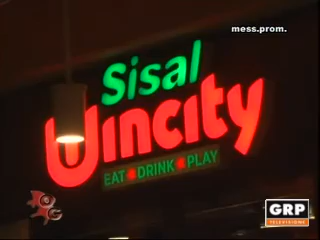 mess.prom.
Sisal
Wincity
EAT • DRINK • PLAY
GRP
TELEVISIONE